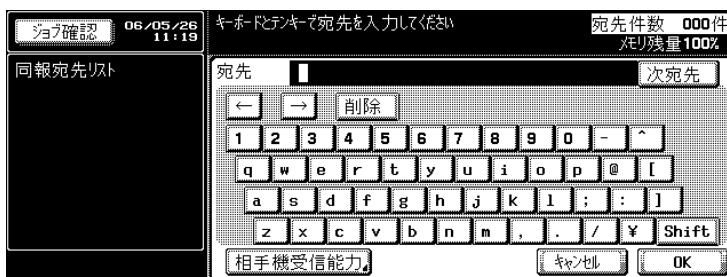 ジョブ確認 06/05/26 11:19
キーボードとテンキーで宛先を入力してください
宛先件数 000件
メモリ残量100%
同報宛先リスト
宛先 次宛先
← → 削除
1 2 3 4 5 6 7 8 9 0 - ^
q w e r t y u i o p @ [
a s d f g h j k l ; : ]
z x c v b n m , . / ¥ Shift
相手機受信能力 キャンセル OK